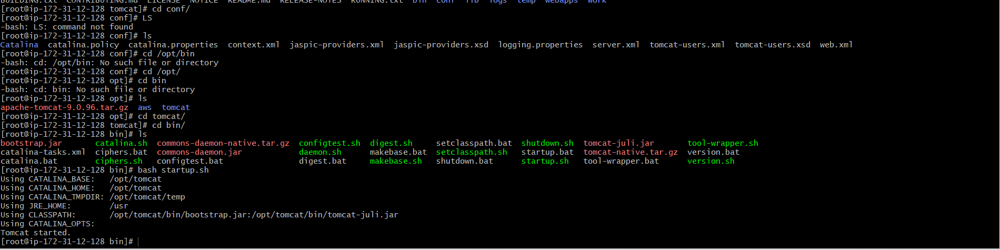 BUILDING.txt  CONTRIBUTING.md  LICENSE  NOTICE  README.md  RELEASE-NOTES  RUNNING.txt  bin  conf  lib  logs  temp  webapps  work
[root@ip-172-31-12-128 tomcat]# cd conf/
[root@ip-172-31-12-128 conf]# LS
-bash: LS: command not found
[root@ip-172-31-12-128 conf]# ls
Catalina  catalina.policy  catalina.properties  context.xml  jaspic-providers.xml  jaspic-providers.xsd  logging.properties  server.xml  tomcat-users.xml  tomcat-users.xsd  web.xml
[root@ip-172-31-12-128 conf]# cd /opt/bin
-bash: cd: /opt/bin: No such file or directory
[root@ip-172-31-12-128 conf]# cd /opt/
[root@ip-172-31-12-128 opt]# cd bin
-bash: cd: bin: No such file or directory
[root@ip-172-31-12-128 opt]# ls
apache-tomcat-9.0.96.tar.gz  aws  tomcat
[root@ip-172-31-12-128 opt]# cd tomcat/
[root@ip-172-31-12-128 tomcat]# cd bin/
[root@ip-172-31-12-128 bin]# ls
bootstrap.jar       catalina.sh  commons-daemon-native.tar.gz  configtest.sh  digest.sh     setclasspath.bat  shutdown.sh  tomcat-juli.jar       tool-wrapper.sh
catalina-tasks.xml  ciphers.bat  commons-daemon.jar            daemon.sh      makebase.bat  setclasspath.sh   startup.bat  tomcat-native.tar.gz  version.bat
catalina.bat        ciphers.sh   configtest.bat                digest.bat     makebase.sh   shutdown.bat      startup.sh   tool-wrapper.bat      version.sh
[root@ip-172-31-12-128 bin]# bash startup.sh
Using CATALINA_BASE:   /opt/tomcat
Using CATALINA_HOME:   /opt/tomcat
Using CATALINA_TMPDIR: /opt/tomcat/temp
Using JRE_HOME:        /usr
Using CLASSPATH:       /opt/tomcat/bin/bootstrap.jar:/opt/tomcat/bin/tomcat-juli.jar
Using CATALINA_OPTS:
Tomcat started.
[root@ip-172-31-12-128 bin]#